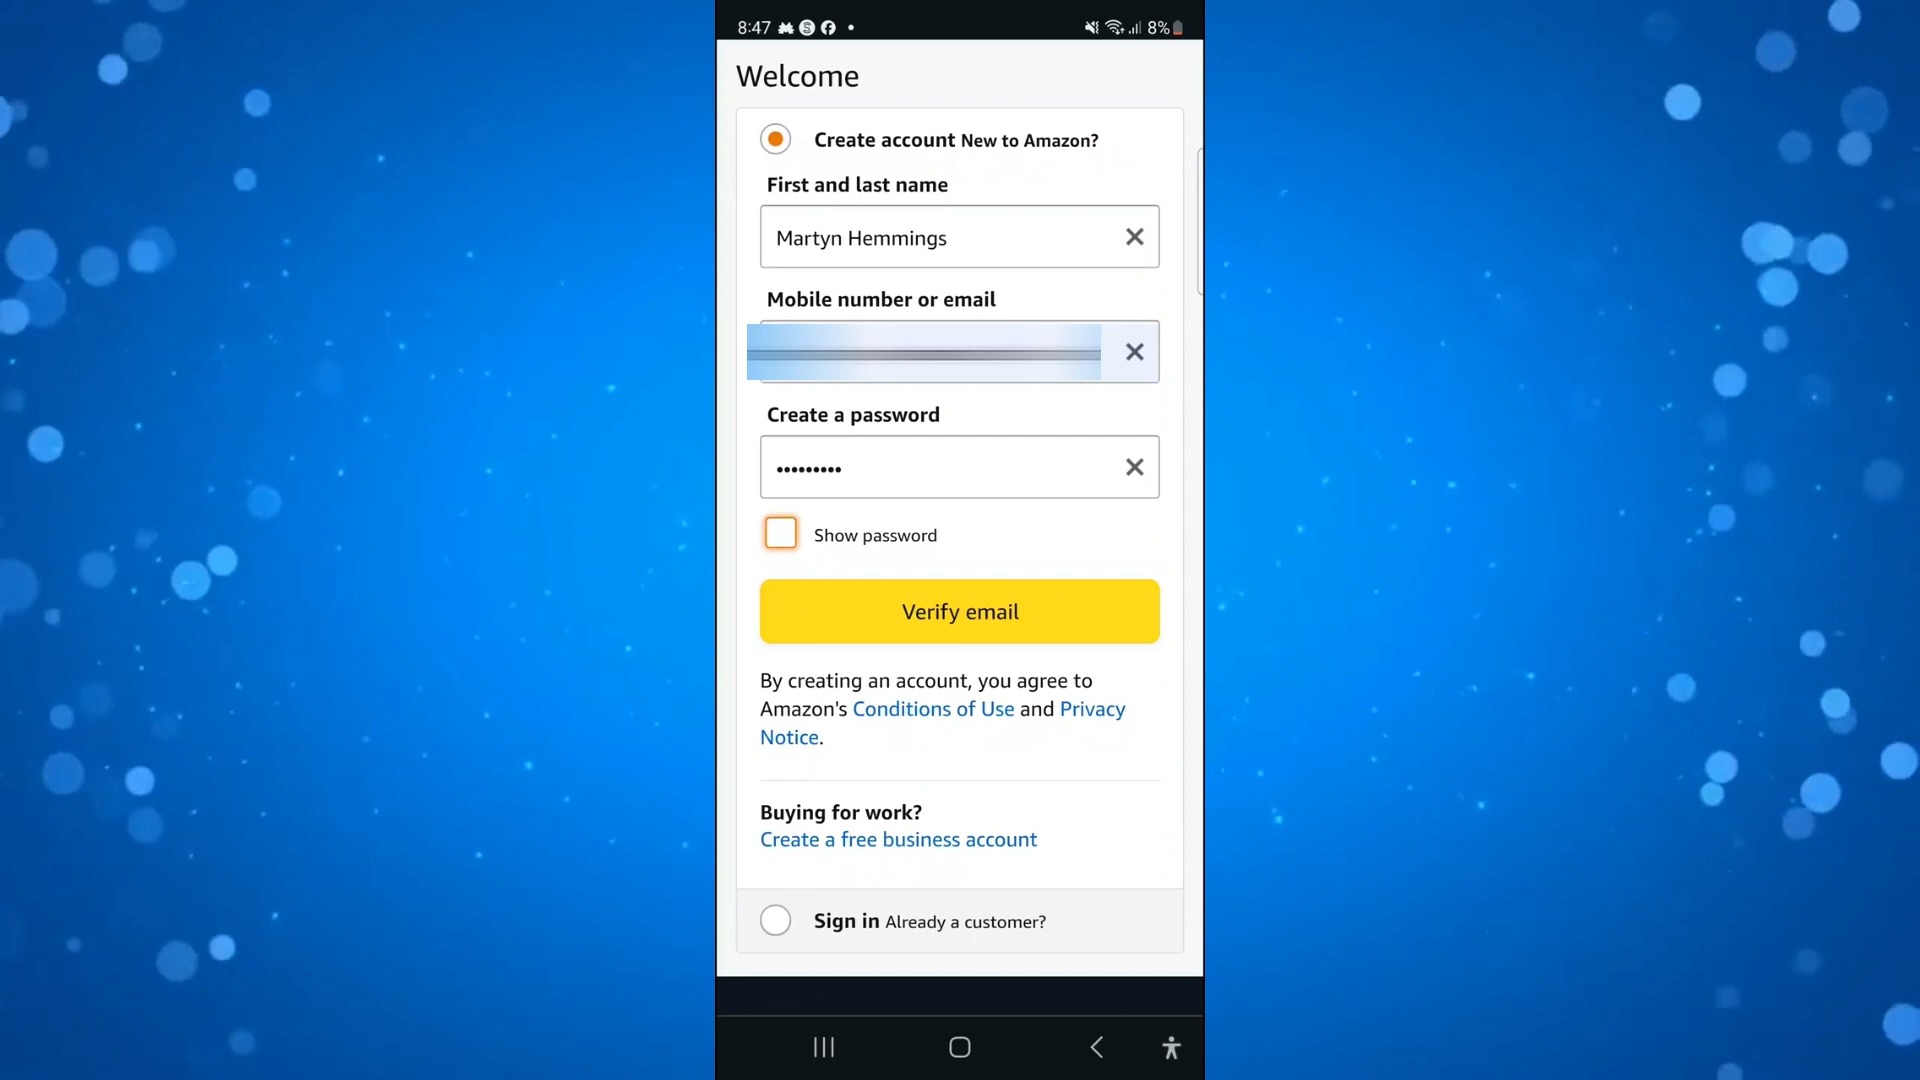 8:47
8%
Welcome
Create account New to Amazon?
First and last name
Martyn Hemmings
Mobile number or email
Create a password
•••••••••
Show password
Verify email
By creating an account, you agree to
Amazon's Conditions of Use and Privacy
Notice.
Buying for work?
Create a free business account
Sign in Already a customer?